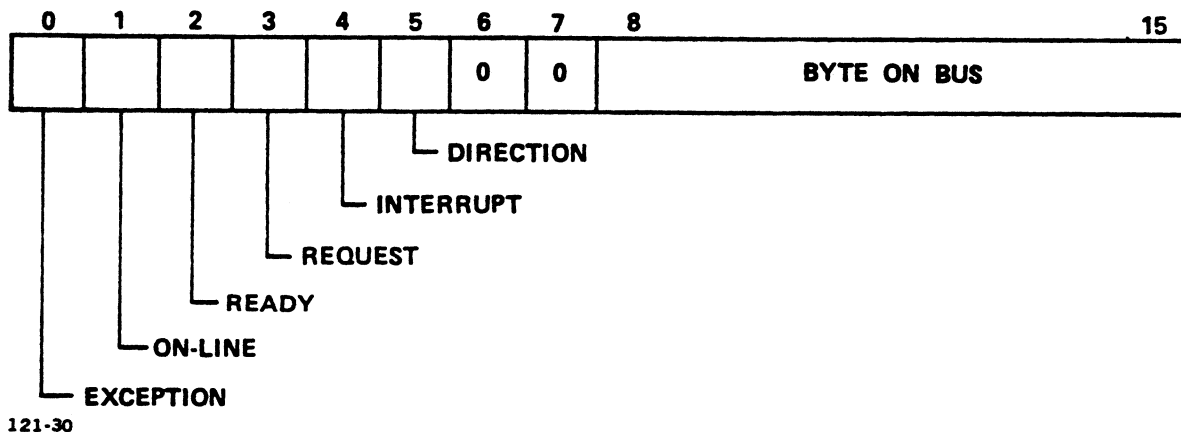 0 1 2 3 4 5 6 7 8 15
0 0 BYTE ON BUS
DIRECTION
INTERRUPT
REQUEST
READY
ON-LINE
EXCEPTION
121-30